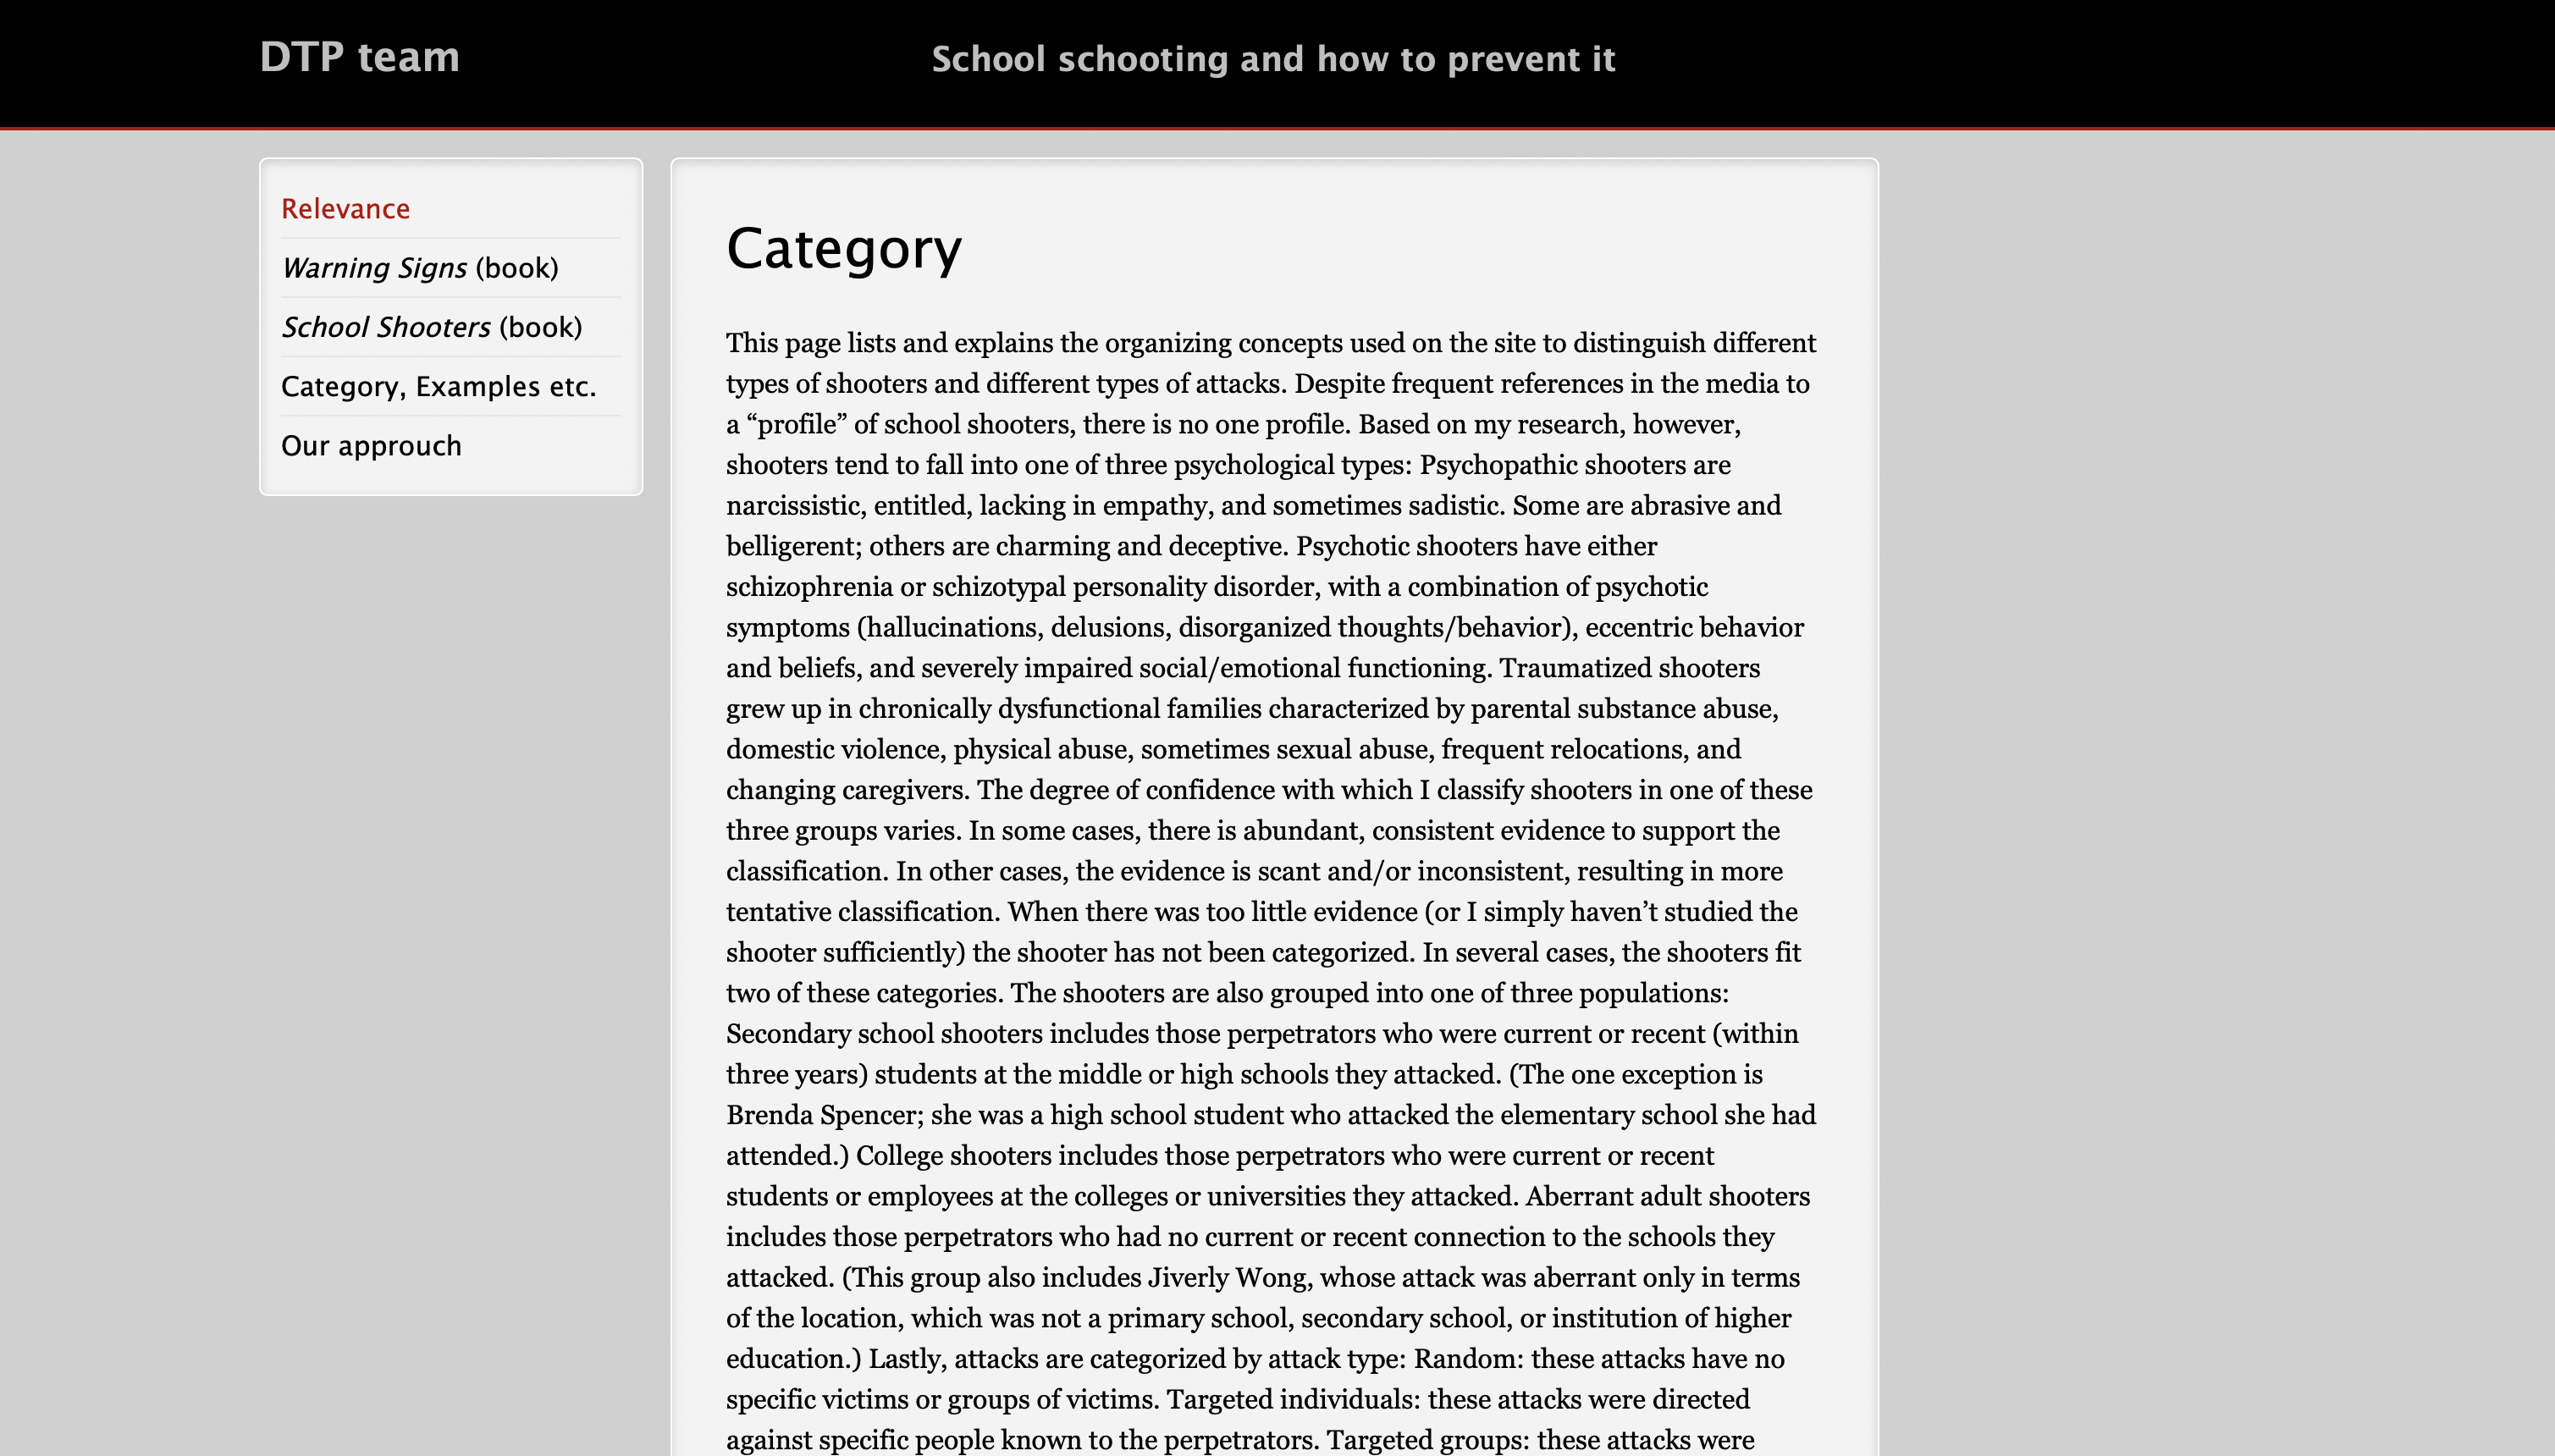 DTP team
School schooting and how to prevent it
Relevance
Warning Signs (book)
School Shooters (book)
Category, Examples etc.
Our approuch
Category
This page lists and explains the organizing concepts used on the site to distinguish different
types of shooters and different types of attacks. Despite frequent references in the media to
a “profile” of school shooters, there is no one profile. Based on my research, however,
shooters tend to fall into one of three psychological types: Psychopathic shooters are
narcissistic, entitled, lacking in empathy, and sometimes sadistic. Some are abrasive and
belligerent; others are charming and deceptive. Psychotic shooters have either
schizophrenia or schizotypal personality disorder, with a combination of psychotic
symptoms (hallucinations, delusions, disorganized thoughts/behavior), eccentric behavior
and beliefs, and severely impaired social/emotional functioning. Traumatized shooters
grew up in chronically dysfunctional families characterized by parental substance abuse,
domestic violence, physical abuse, sometimes sexual abuse, frequent relocations, and
changing caregivers. The degree of confidence with which I classify shooters in one of these
three groups varies. In some cases, there is abundant, consistent evidence to support the
classification. In other cases, the evidence is scant and/or inconsistent, resulting in more
tentative classification. When there was too little evidence (or I simply haven’t studied the
shooter sufficiently) the shooter has not been categorized. In several cases, the shooters fit
two of these categories. The shooters are also grouped into one of three populations:
Secondary school shooters includes those perpetrators who were current or recent (within
three years) students at the middle or high schools they attacked. (The one exception is
Brenda Spencer; she was a high school student who attacked the elementary school she had
attended.) College shooters includes those perpetrators who were current or recent
students or employees at the colleges or universities they attacked. Aberrant adult shooters
includes those perpetrators who had no current or recent connection to the schools they
attacked. (This group also includes Jiverly Wong, whose attack was aberrant only in terms
of the location, which was not a primary school, secondary school, or institution of higher
education.) Lastly, attacks are categorized by attack type: Random: these attacks have no
specific victims or groups of victims. Targeted individuals: these attacks were directed
against specific people known to the perpetrators. Targeted groups: these attacks were